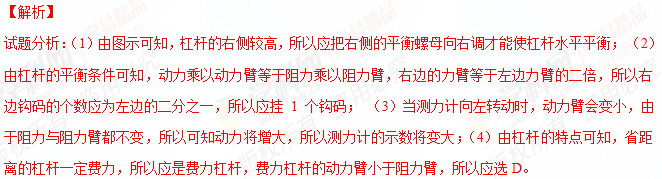 【解析】
试题分析：（1）由图示可知，杠杆的右侧较高，所以应把右侧的平衡螺母向右调才能使杠杆水平平衡；（2）
由杠杆的平衡条件可知，动力乘以动力臂等于阻力乘以阻力臂，右边的力臂等于左边力臂的二倍，所以右
边钩码的个数应为左边的二分之一，所以应挂 1 个钩码； （3）当测力计向左转动时，动力臂会变小，由
于阻力与阻力臂都不变，所以可知动力将增大，所以测力计的示数将变大；（4）由杠杆的特点可知，省距
离的杠杆一定费力，所以应是费力杠杆，费力杠杆的动力臂小于阻力臂，所以应选 D。